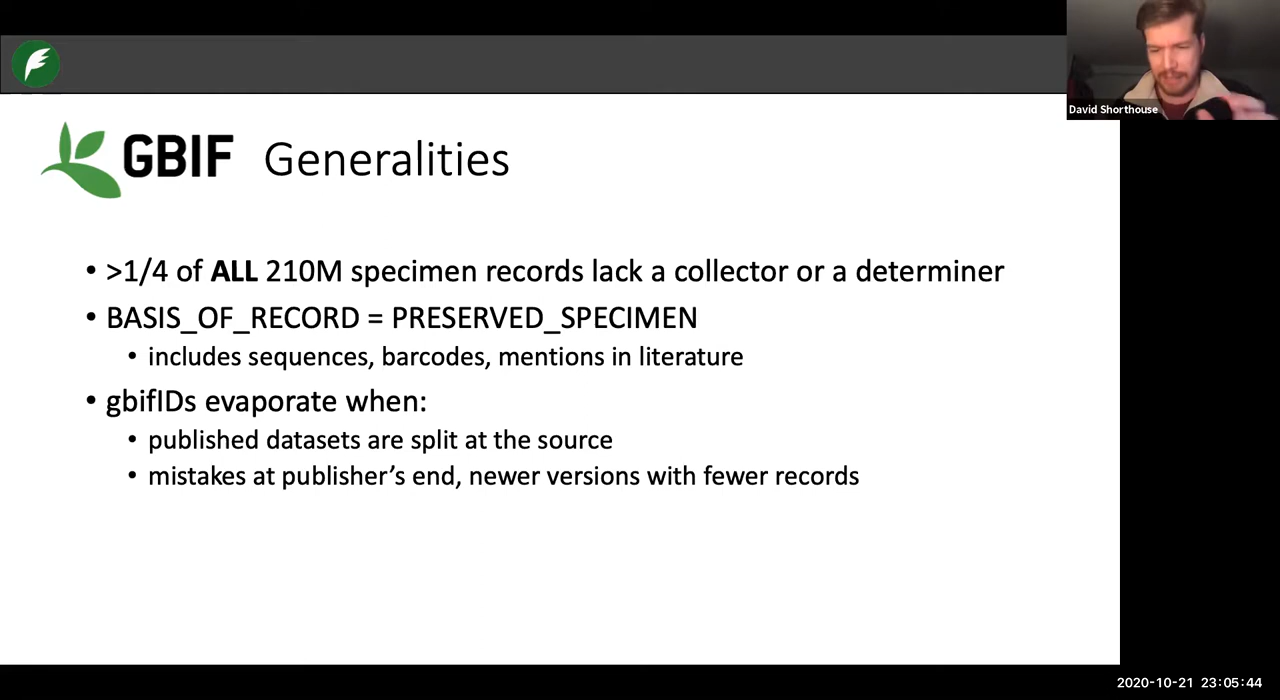 David Shorthouse
GBIF Generalities
• >1/4 of ALL 210M specimen records lack a collector or a determiner
• BASIS_OF_RECORD = PRESERVED_SPECIMEN
• includes sequences, barcodes, mentions in literature
• gbifIDs evaporate when:
• published datasets are split at the source
• mistakes at publisher’s end, newer versions with fewer records
2020-10-21 23:05:44